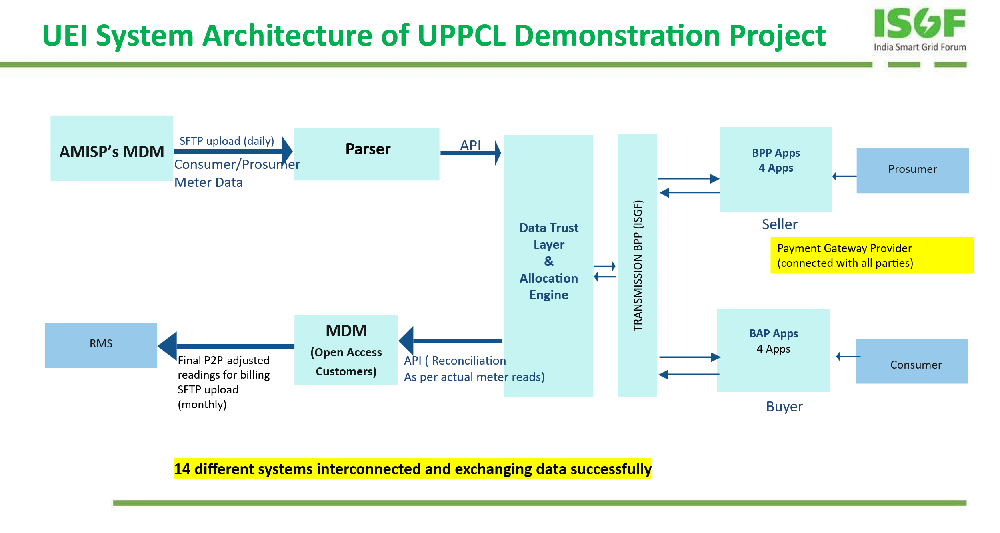 UEI System Architecture of UPPCL Demonstration Project
ISGF
India Smart Grid Forum
AMISP’s MDM
SFTP upload (daily)
Consumer/Prosumer
Meter Data
Parser
API
Data Trust
Layer
&
Allocation
Engine
TRANSMISSION BPP (ISGF)
BPP Apps
4 Apps
Seller
Prosumer
Payment Gateway Provider
(connected with all parties)
RMS
Final P2P-adjusted
readings for billing
SFTP upload
(monthly)
MDM
(Open Access
Customers)
API ( Reconciliation
As per actual meter reads)
BAP Apps
4 Apps
Buyer
Consumer
14 different systems interconnected and exchanging data successfully